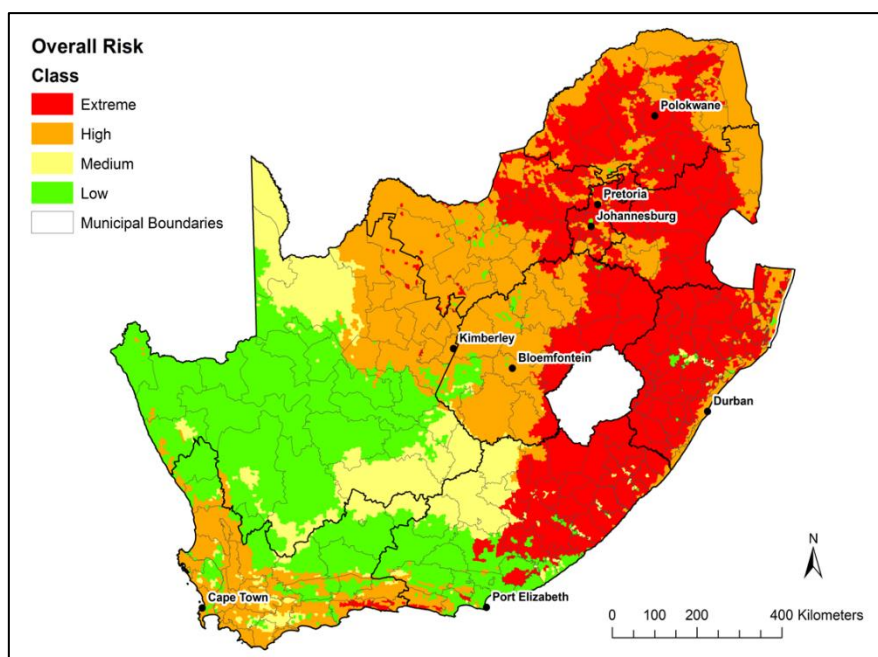 Overall Risk
Class
Extreme
High
Medium
Low
Municipal Boundaries
Polokwane
Pretoria
Johannesburg
Kimberley
Bloemfontein
Durban
Cape Town
Port Elizabeth
N
0 100 200 400 Kilometers